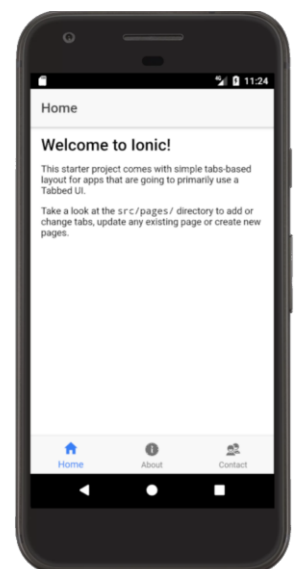 11:24
Home
Welcome to Ionic!
This starter project comes with simple tabs-based
layout for apps that are going to primarily use a
Tabbed UI.
Take a look at the src/pages/ directory to add or
change tabs, update any existing page or create new
pages.
Home About Contact